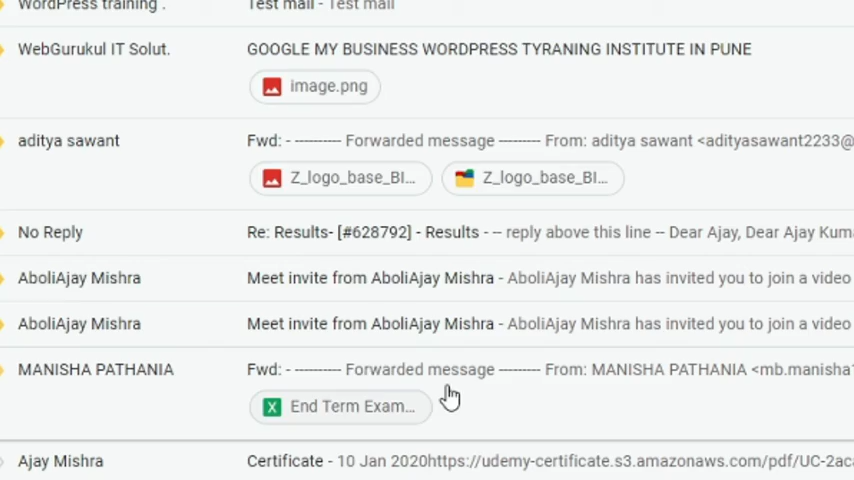 WordPress training . Test mail - Test mail
WebGurukul IT Solut. GOOGLE MY BUSINESS WORDPRESS TYRANING INSTITUTE IN PUNE
image.png
aditya sawant Fwd: - ---------- Forwarded message --------- From: aditya sawant <adityasawant2233@
Z_logo_base_BI... Z_logo_base_BI...
No Reply Re: Results- [#628792] - Results - -- reply above this line -- Dear Ajay, Dear Ajay Kum
AboliAjay Mishra Meet invite from AboliAjay Mishra - AboliAjay Mishra has invited you to join a video
AboliAjay Mishra Meet invite from AboliAjay Mishra - AboliAjay Mishra has invited you to join a video
MANISHA PATHANIA Fwd: - ---------- Forwarded message --------- From: MANISHA PATHANIA <mb.manisha
End Term Exam...
Ajay Mishra Certificate - 10 Jan 2020https://udemy-certificate.s3.amazonaws.com/pdf/UC-2ac